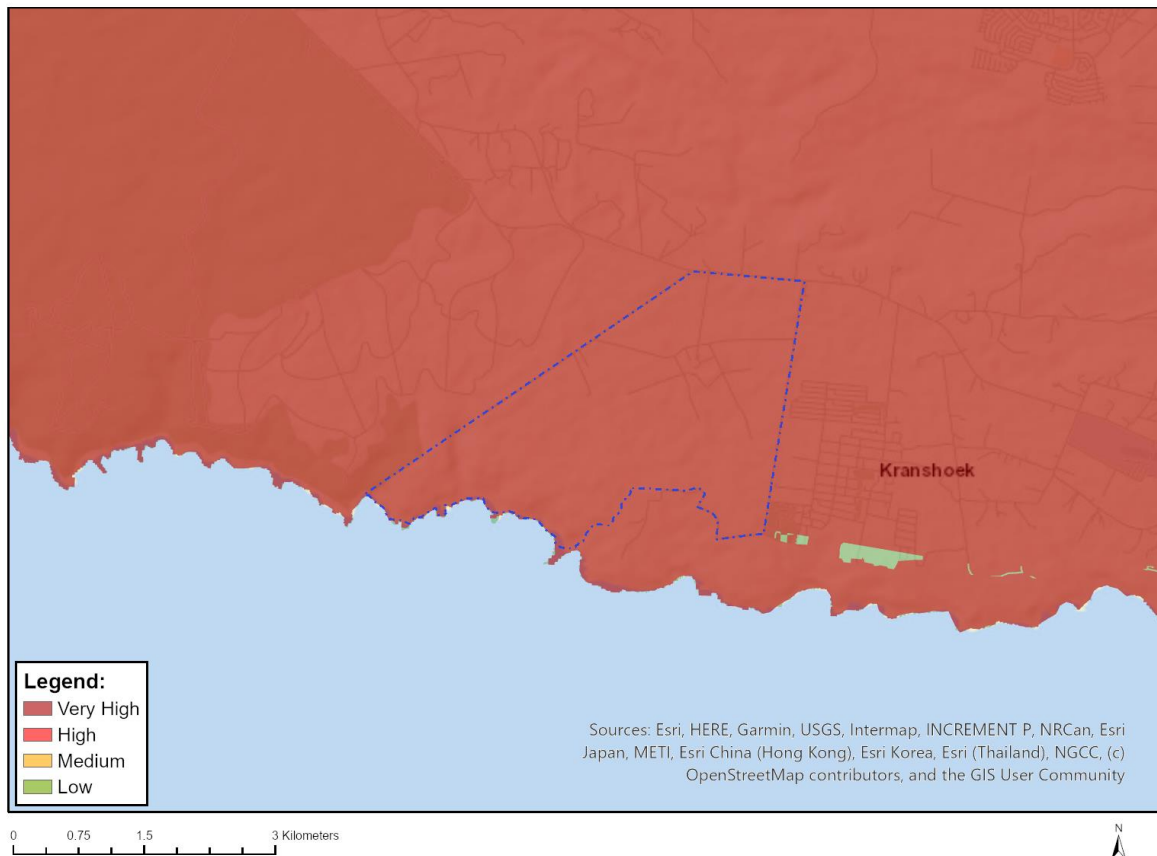 Kranshoek
Legend:
Very High
High
Medium
Low
Sources: Esri, HERE, Garmin, USGS, Intermap, INCREMENT P, NRCan, Esri
Japan, METI, Esri China (Hong Kong), Esri Korea, Esri (Thailand), NGCC, (c)
OpenStreetMap contributors, and the GIS User Community
0 0.75 1.5 3 Kilometers
N